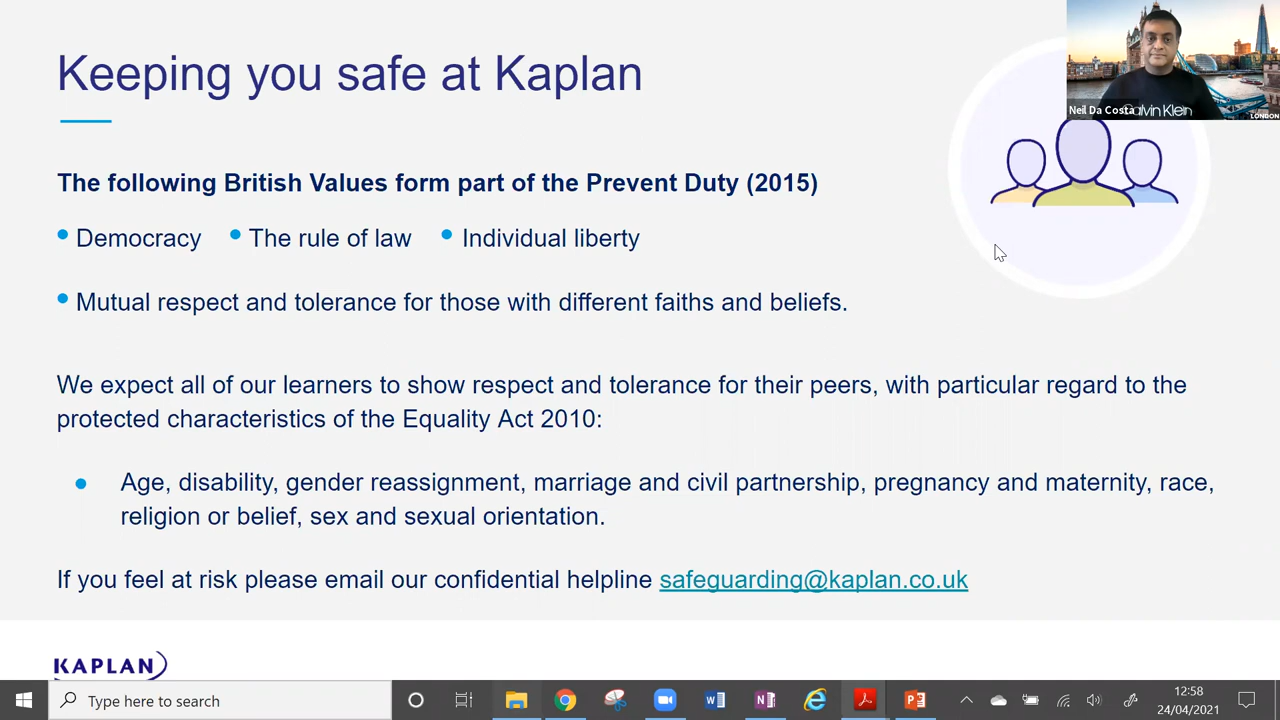 Keeping you safe at Kaplan
Neil Da Costa
Calvin Klein
LONDON
The following British Values form part of the Prevent Duty (2015)
• Democracy • The rule of law • Individual liberty
• Mutual respect and tolerance for those with different faiths and beliefs.
We expect all of our learners to show respect and tolerance for their peers, with particular regard to the
protected characteristics of the Equality Act 2010:
• Age, disability, gender reassignment, marriage and civil partnership, pregnancy and maternity, race,
religion or belief, sex and sexual orientation.
If you feel at risk please email our confidential helpline safeguarding@kaplan.co.uk
KAPLAN
Type here to search
12:58
24/04/2021